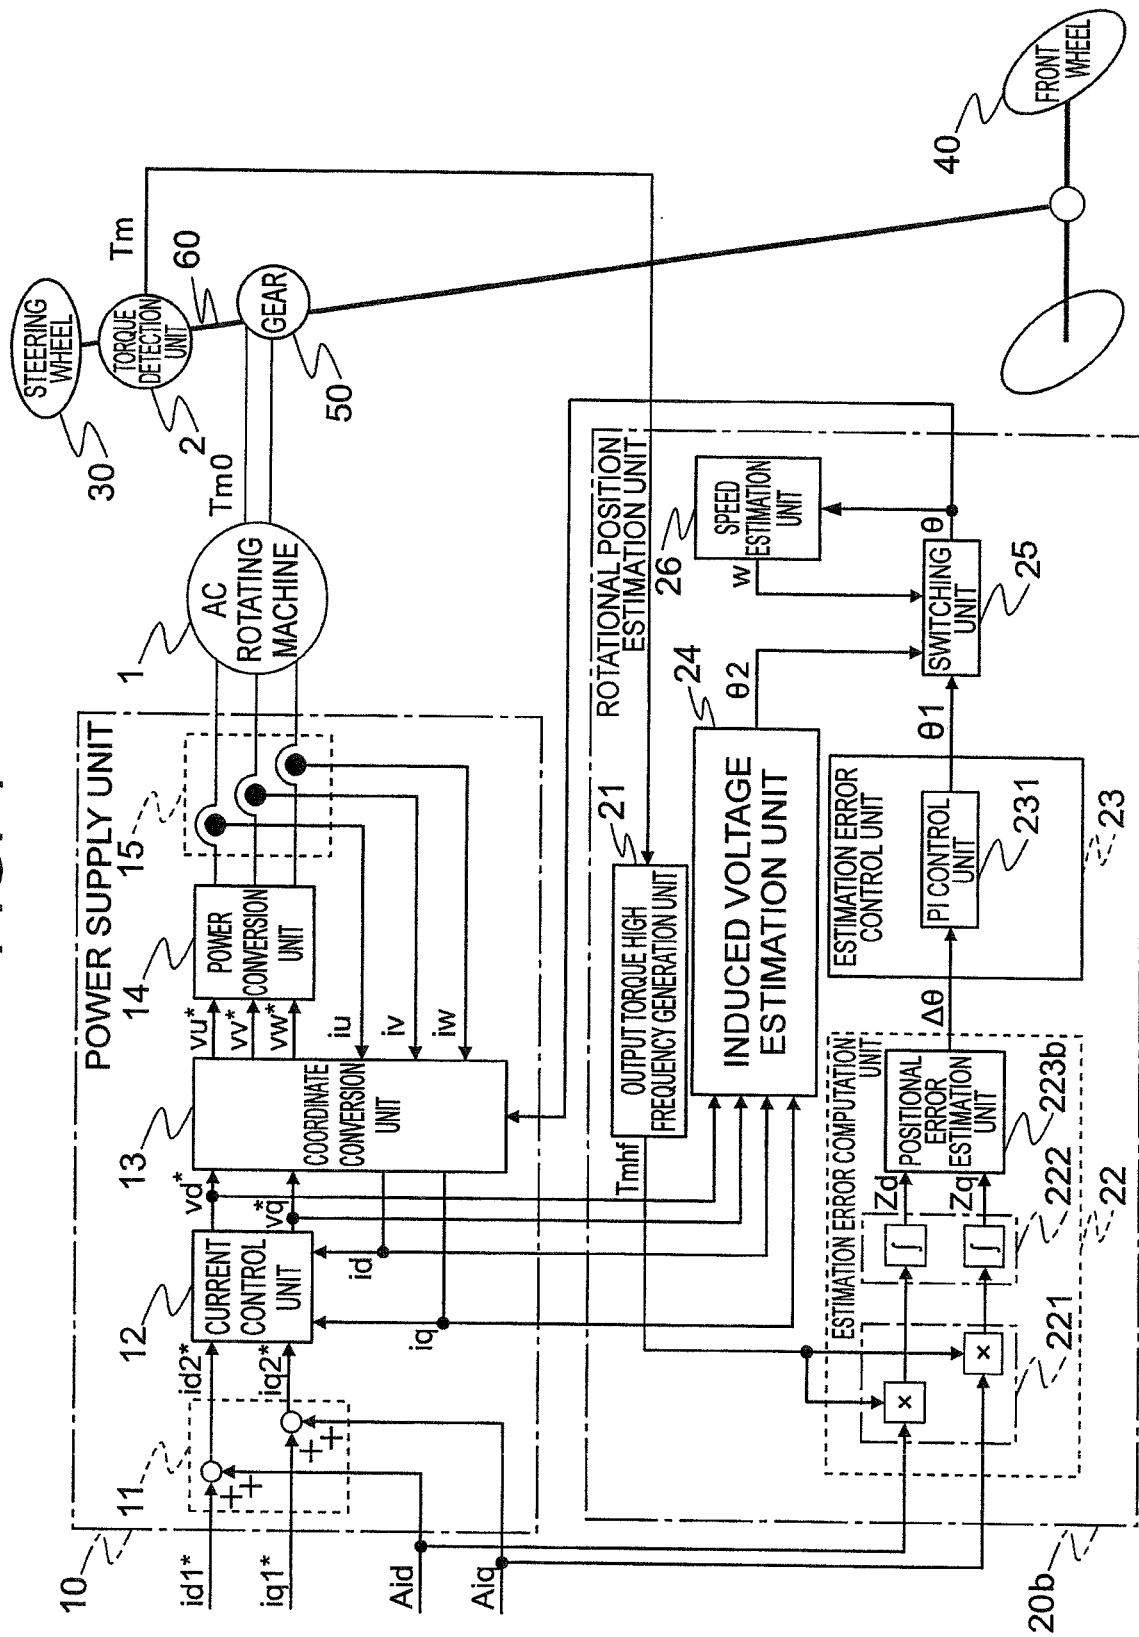 POWER SUPPLY UNIT
10
id1*
iq1*
Aid
Aiq
11
+
+
+
+
id2*
iq2*
12
CURRENT
CONTROL
UNIT
vd*
vq*
id
iq
13
COORDINATE
CONVERSION
UNIT
vu*
vv*
vw*
iu
iv
iw
14
POWER
CONVERSION
UNIT
15
1
AC
ROTATING
MACHINE
Tm0
30
STEERING
WHEEL
2
TORQUE
DETECTION
UNIT
Tm
60
GEAR
50
40
FRONT
WHEEL
ROTATIONAL POSITION
ESTIMATION UNIT
20b
21
OUTPUT TORQUE HIGH
FREQUENCY GENERATION UNIT
Tmhf
24
INDUCED VOLTAGE
ESTIMATION UNIT
θ2
26
SPEED
ESTIMATION
UNIT
w
θ
SWITCHING
UNIT
25
ESTIMATION ERROR COMPUTATION
UNIT
×
×
221
∫
∫
222
22
Zd
Zq
POSITIONAL
ERROR
ESTIMATION
UNIT
223b
Δθ
ESTIMATION ERROR
CONTROL UNIT
PI CONTROL
UNIT
231
23
θ1